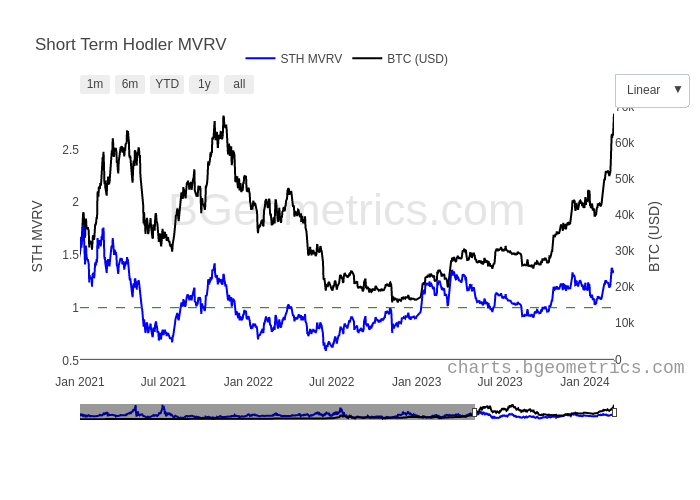 Short Term Hodler MVRV
STH MVRV BTC (USD)
1m 6m YTD 1y all
Linear ▼
70k
60k
50k
40k
30k
20k
10k
0
2.5
2
1.5
1
0.5
STH MVRV
BTC (USD)
BGeometrics.com
charts.bgeometrics.com
Jan 2021 Jul 2021 Jan 2022 Jul 2022 Jan 2023 Jul 2023 Jan 2024